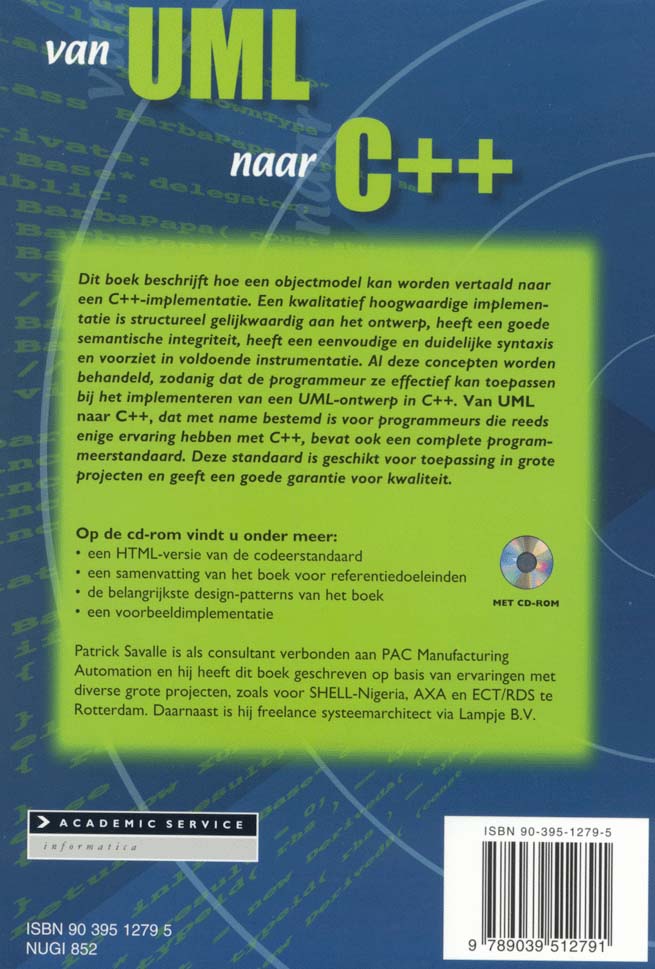 van UML
naar C++
Dit boek beschrijft hoe een objectmodel kan worden vertaald naar
een C++-implementatie. Een kwalitatief hoogwaardige implemen-
tatie is structureel gelijkwaardig aan het ontwerp, heeft een goede
semantische integriteit, heeft een eenvoudige en duidelijke syntaxis
en voorziet in voldoende instrumentatie. Al deze concepten worden
behandeld, zodanig dat de programmeur ze effectief kan toepassen
bij het implementeren van een UML-ontwerp in C++. Van UML
naar C++, dat met name bestemd is voor programmeurs die reeds
enige ervaring hebben met C++, bevat ook een complete program-
meerstandaard. Deze standaard is geschikt voor toepassing in grote
projecten en geeft een goede garantie voor kwaliteit.
Op de cd-rom vindt u onder meer:
• een HTML-versie van de codeerstandaard
• een samenvatting van het boek voor referentiedoeleinden
• de belangrijkste design-patterns van het boek
• een voorbeeldimplementatie
MET CD-ROM
Patrick Savalle is als consultant verbonden aan PAC Manufacturing
Automation en hij heeft dit boek geschreven op basis van ervaringen met
diverse grote projecten, zoals voor SHELL-Nigeria, AXA en ECT/RDS te
Rotterdam. Daarnaast is hij freelance systeemarchitect via Lampje B.V.
ACADEMIC SERVICE
informatica
ISBN 90 395 1279 5
NUGI 852
ISBN 90-395-1279-5
9 789039 512791